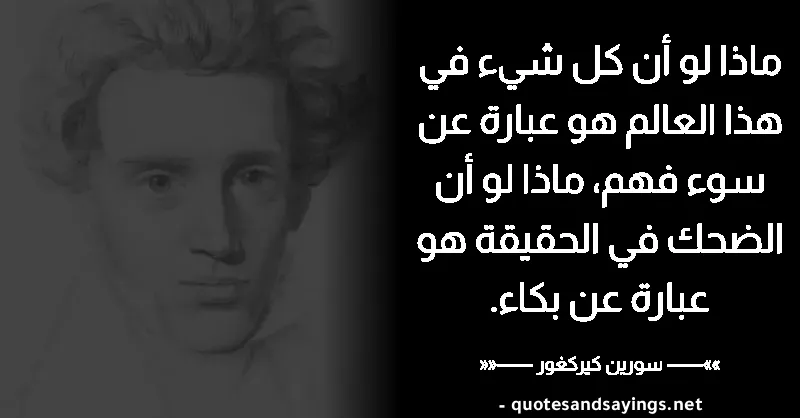 ماذا لو أن كل شيء في
هذا العالم هو عبارة عن
سوء فهم، ماذا لو أن
الضحك في الحقيقة هو
عبارة عن بكاء.
»»—— سورين كيركغور ——««
- quotesandsayings.net